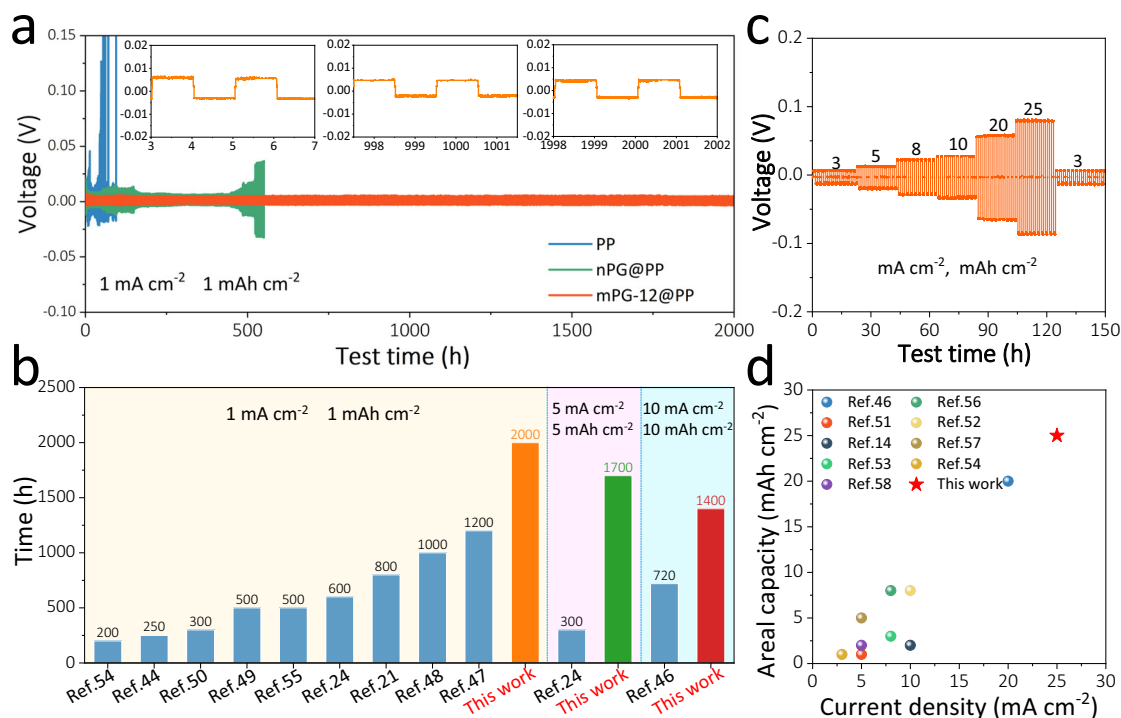 a
Voltage (V)
0.15
0.10
0.05
0.00
-0.05
-0.10
0.02
0.01
0.00
-0.01
0.02
3 4 5 6 7
0.02
0.01
0.00
-0.01
0.02
998 999 1000 1001
0.02
0.01
0.00
-0.01
0.02
1998 1999 2000 2001 2002
PP
nPG@PP
mPG-12@PP
1 mA cm⁻² 1 mAh cm⁻²
0 500 1000 1500 2000
Test time (h)
c
Voltage (V)
0.2
0.1
0.0
-0.1
-0.2
3 5 8 10 20 25 3
mA cm⁻², mAh cm⁻²
0 30 60 90 120 150
Test time (h)
b
Time (h)
2500
2000
1500
1000
500
0
1 mA cm⁻² 1 mAh cm⁻²
5 mA cm⁻²
5 mAh cm⁻²
10 mA cm⁻²
10 mAh cm⁻²
200 250 300 500 500 600 800 1000 1200 2000 300 1700 720 1400
Ref.54 Ref.44 Ref.50 Ref.49 Ref.55 Ref.24 Ref.21 Ref.48 Ref.47 This work Ref.24 This work Ref.46 This work
d
Areal capacity (mAh cm⁻²)
30
25
20
15
10
5
0
Ref.46 Ref.56
Ref.51 Ref.52
Ref.14 Ref.57
Ref.53 Ref.54
Ref.58 This work
0 5 10 15 20 25 30
Current density (mA cm⁻²)